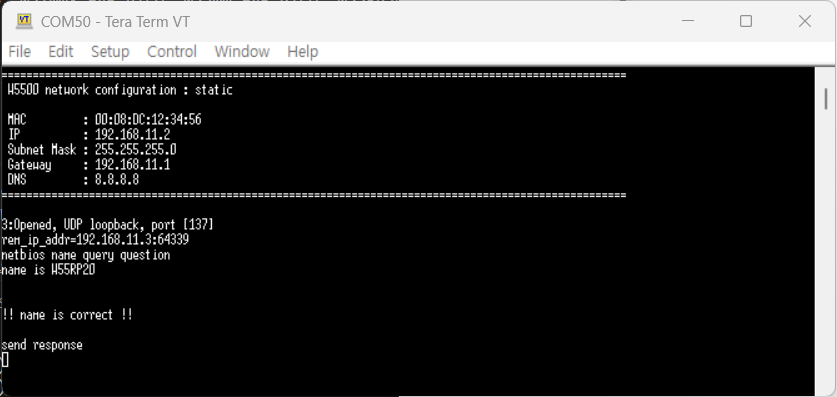 COM50 - Tera Term VT
File Edit Setup Control Window Help
====================================================================================================
W5500 network configuration : static
MAC : 00:08:DC:12:34:56
IP : 192.168.11.2
Subnet Mask : 255.255.255.0
Gateway : 192.168.11.1
DNS : 8.8.8.8
====================================================================================================
3:Opened, UDP loopback, port [137]
rem_ip_addr=192.168.11.3:64339
netbios name query question
name is W55RP20
!! name is correct !!
send response